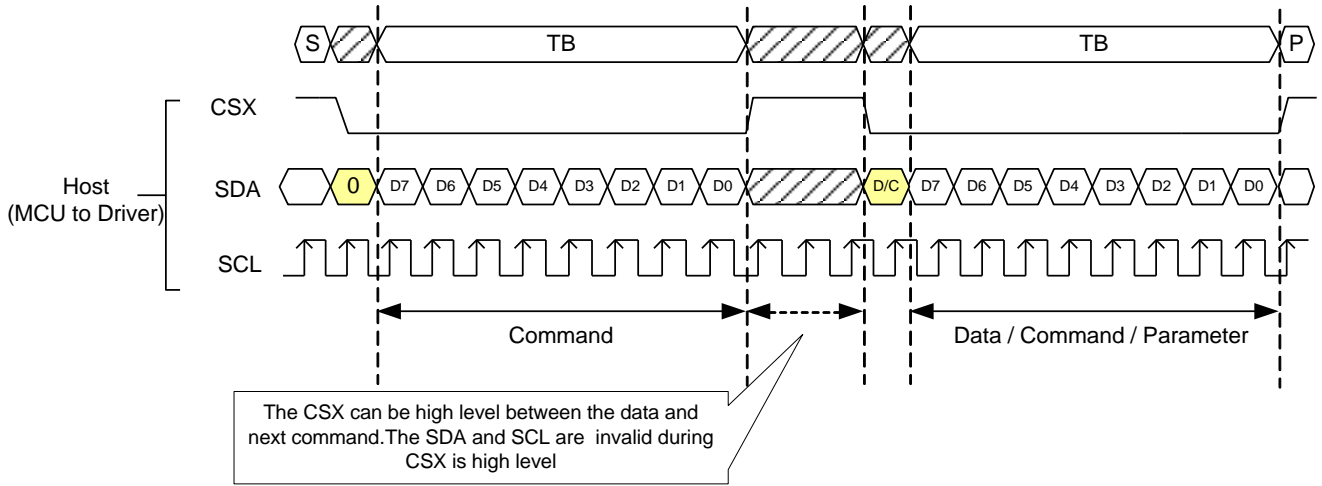 S TB TB P
CSX
Host
(MCU to Driver)
SDA 0 D7 D6 D5 D4 D3 D2 D1 D0 D/C D7 D6 D5 D4 D3 D2 D1 D0
SCL
Command Data / Command / Parameter
The CSX can be high level between the data and
next command.The SDA and SCL are invalid during
CSX is high level